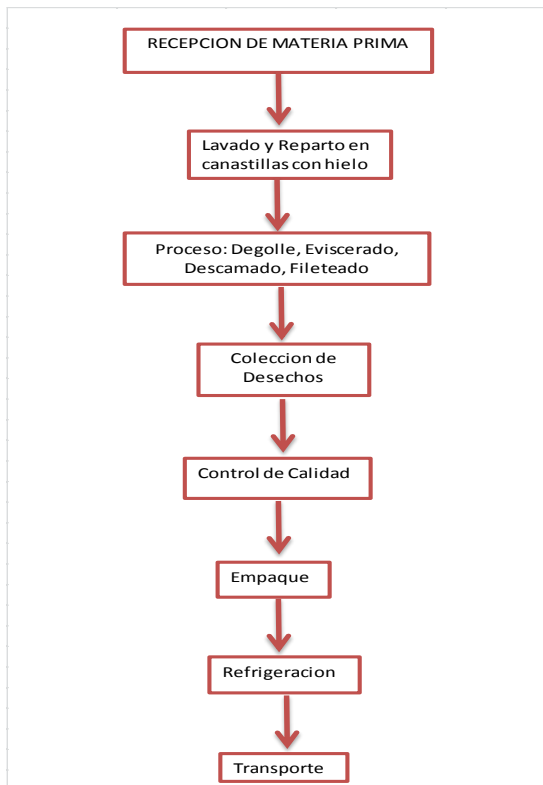 RECEPCION DE MATERIA PRIMA
Lavado y Reparto en
canastillas con hielo
Proceso: Degolle, Eviscerado,
Descamado, Fileteado
Coleccion de
Desechos
Control de Calidad
Empaque
Refrigeracion
Transporte